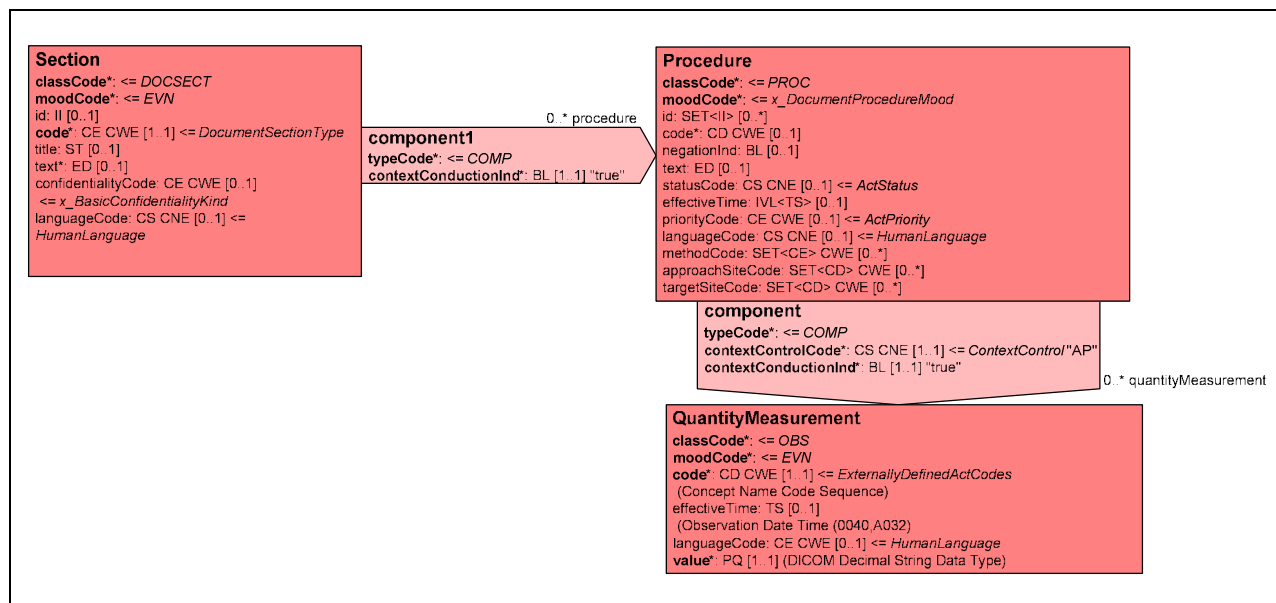 Section
classCode*: <= DOCSECT
moodCode*: <= EVN
id: II [0..1]
code*: CE CWE [1..1] <= DocumentSectionType
title: ST [0..1]
text*: ED [0..1]
confidentialityCode: CE CWE [0..1]
<= x_BasicConfidentialityKind
languageCode: CS CNE [0..1] <=
HumanLanguage
0..* procedure
component1
typeCode*: <= COMP
contextConductionInd*: BL [1..1] "true"
Procedure
classCode*: <= PROC
moodCode*: <= x_DocumentProcedureMood
id: SET<II> [0..*]
code*: CD CWE [0..1]
negationInd: BL [0..1]
text: ED [0..1]
statusCode: CS CNE [0..1] <= ActStatus
effectiveTime: IVL<TS> [0..1]
priorityCode: CE CWE [0..1] <= ActPriority
languageCode: CS CNE [0..1] <= HumanLanguage
methodCode: SET<CE> CWE [0..*]
approachSiteCode: SET<CD> CWE [0..*]
targetSiteCode: SET<CD> CWE [0..*]
component
typeCode*: <= COMP
contextControlCode*: CS CNE [1..1] <= ContextControl "AP"
contextConductionInd*: BL [1..1] "true"
0..* quantityMeasurement
QuantityMeasurement
classCode*: <= OBS
moodCode*: <= EVN
code*: CD CWE [1..1] <= ExternallyDefinedActCodes
(Concept Name Code Sequence)
effectiveTime: TS [0..1]
(Observation Date Time (0040,A032)
languageCode: CE CWE [0..1] <= HumanLanguage
value*: PQ [1..1] (DICOM Decimal String Data Type)